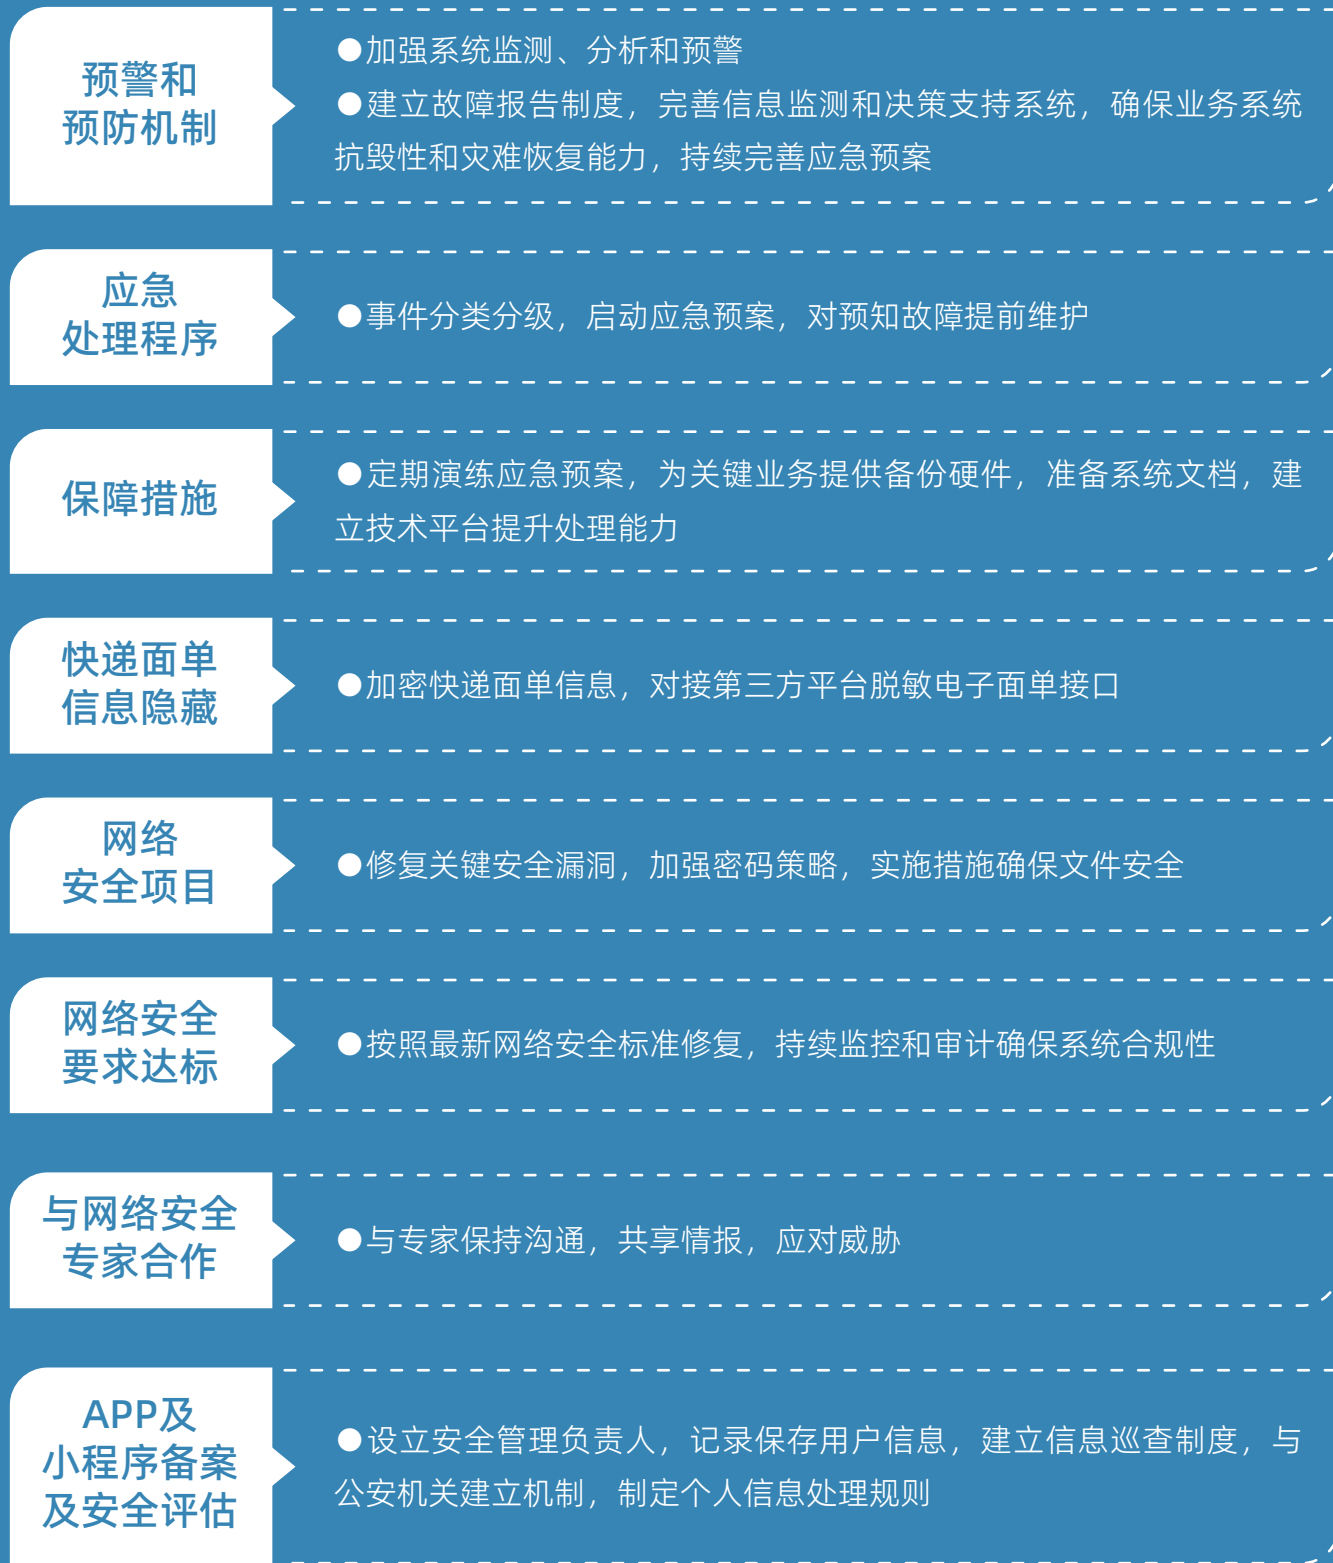 预警和
预防机制
●加强系统监测、分析和预警
●建立故障报告制度，完善信息监测和决策支持系统，确保业务系统
抗毁性和灾难恢复能力，持续完善应急预案
应急
处理程序
●事件分类分级，启动应急预案，对预知故障提前维护
保障措施
●定期演练应急预案，为关键业务提供备份硬件，准备系统文档，建
立技术平台提升处理能力
快递面单
信息隐藏
●加密快递面单信息，对接第三方平台脱敏电子面单接口
网络
安全项目
●修复关键安全漏洞，加强密码策略，实施措施确保文件安全
网络安全
要求达标
●按照最新网络安全标准修复，持续监控和审计确保系统合规性
与网络安全
专家合作
●与专家保持沟通，共享情报，应对威胁
APP及
小程序备案
及安全评估
●设立安全管理负责人，记录保存用户信息，建立信息巡查制度，与
公安机关建立机制，制定个人信息处理规则